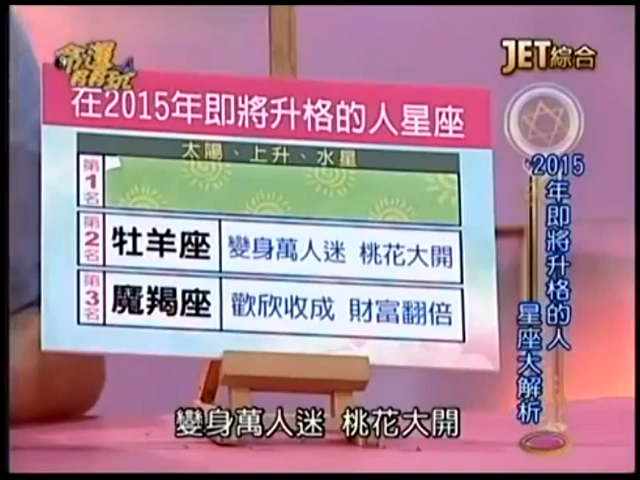 命運好好玩
JET綜合
在2015年即將升格的人星座
太陽、上升、水星
第1名
第2名 牡羊座 變身萬人迷 桃花大開
第3名 魔羯座 歡欣收成 財富翻倍
2015年即將升格的人
星座大解析
變身萬人迷 桃花大開